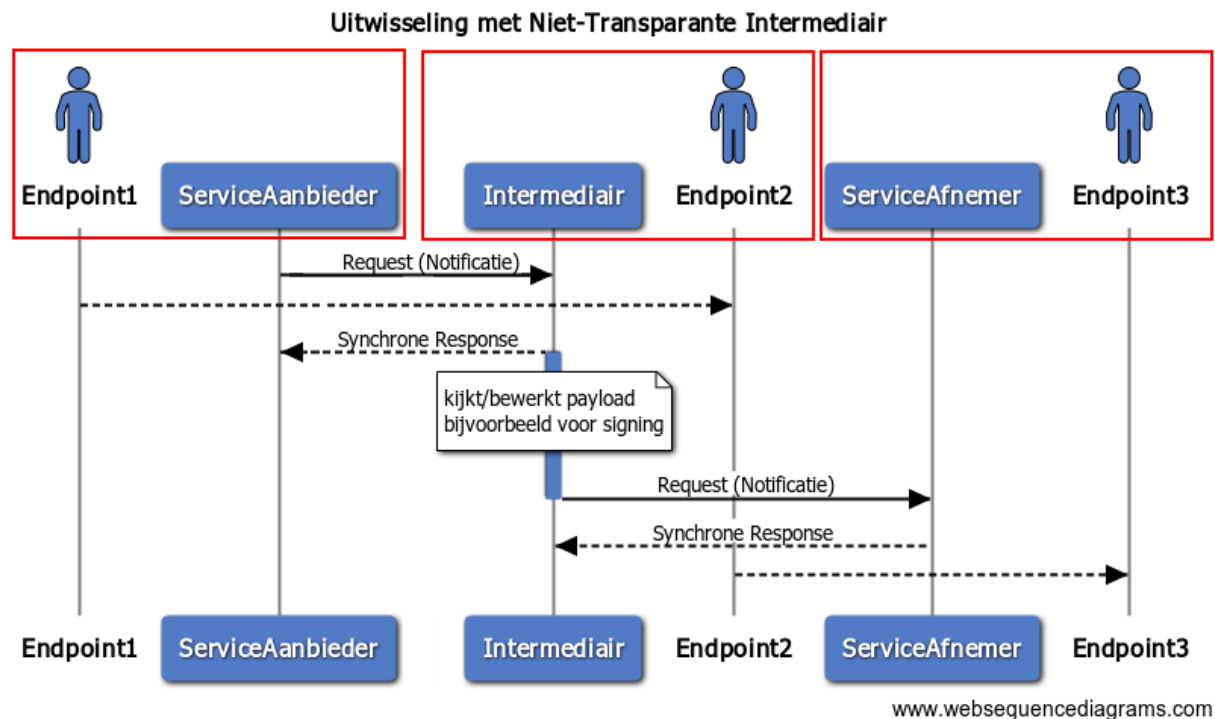 Uitwisseling met Niet-Transparante Intermediair
Endpoint1
ServiceAanbieder
Intermediair
Endpoint2
ServiceAfnemer
Endpoint3
Request (Notificatie)
Synchrone Response
kijkt/bewerkt payload
bijvoorbeeld voor signing
Request (Notificatie)
Synchrone Response
Endpoint1
ServiceAanbieder
Intermediair
Endpoint2
ServiceAfnemer
Endpoint3
www.websequencediagrams.com